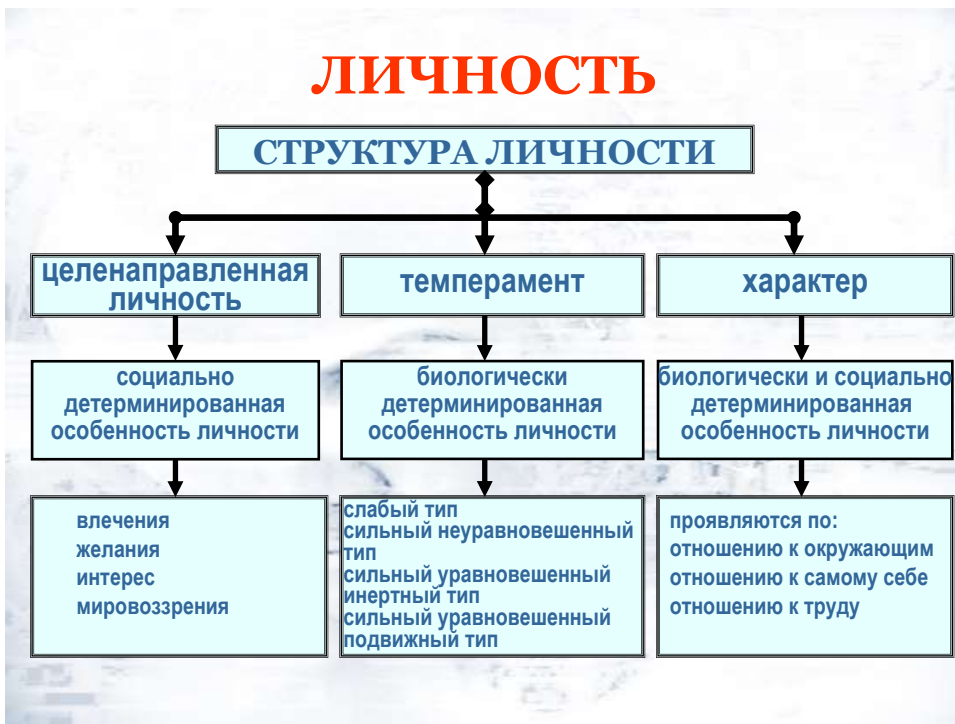 ЛИЧНОСТЬ
СТРУКТУРА ЛИЧНОСТИ
целенаправленная
личность
темперамент
характер
социально
детерминированная
особенность личности
биологически
детерминированная
особенность личности
биологически и социально
детерминированная
особенность личности
влечения
желания
интерес
мировоззрения
слабый тип
сильный неуравновешенный
тип
сильный уравновешенный
инертный тип
сильный уравновешенный
подвижный тип
проявляются по:
отношению к окружающим
отношению к самому себе
отношению к труду